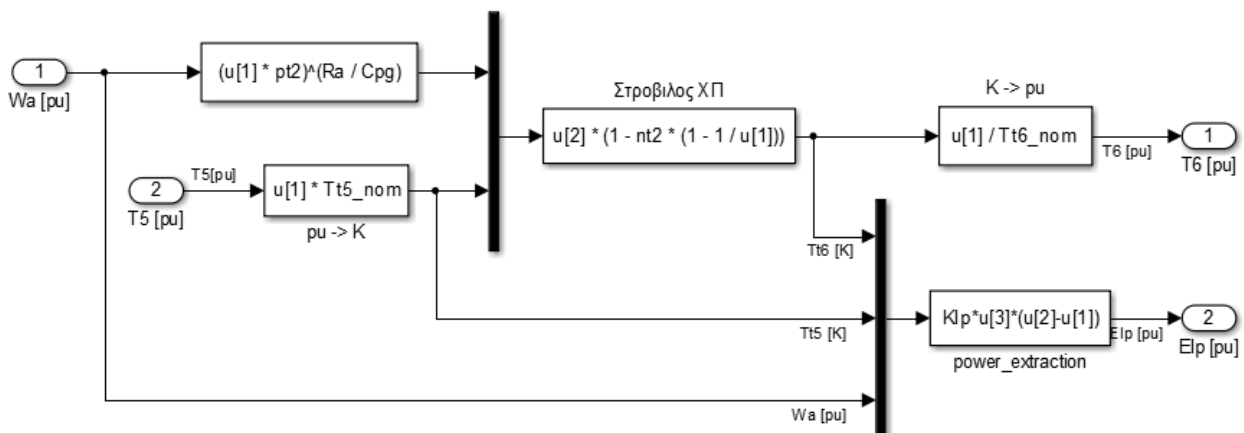 1
Wa [pu]
(u[1] * pt2)^(Ra / Cpg)
Στροβιλος ΧΠ
u[2] * (1 - nt2 * (1 - 1 / u[1]))
K -> pu
u[1] / Tt6_nom
T6 [pu]
1
T6 [pu]
2
T5 [pu]
T5[pu]
u[1] * Tt5_nom
pu -> K
Tt6 [K]
Tt5 [K]
Wa [pu]
Klp*u[3]*(u[2]-u[1])
power_extraction
Elp [pu]
2
Elp [pu]